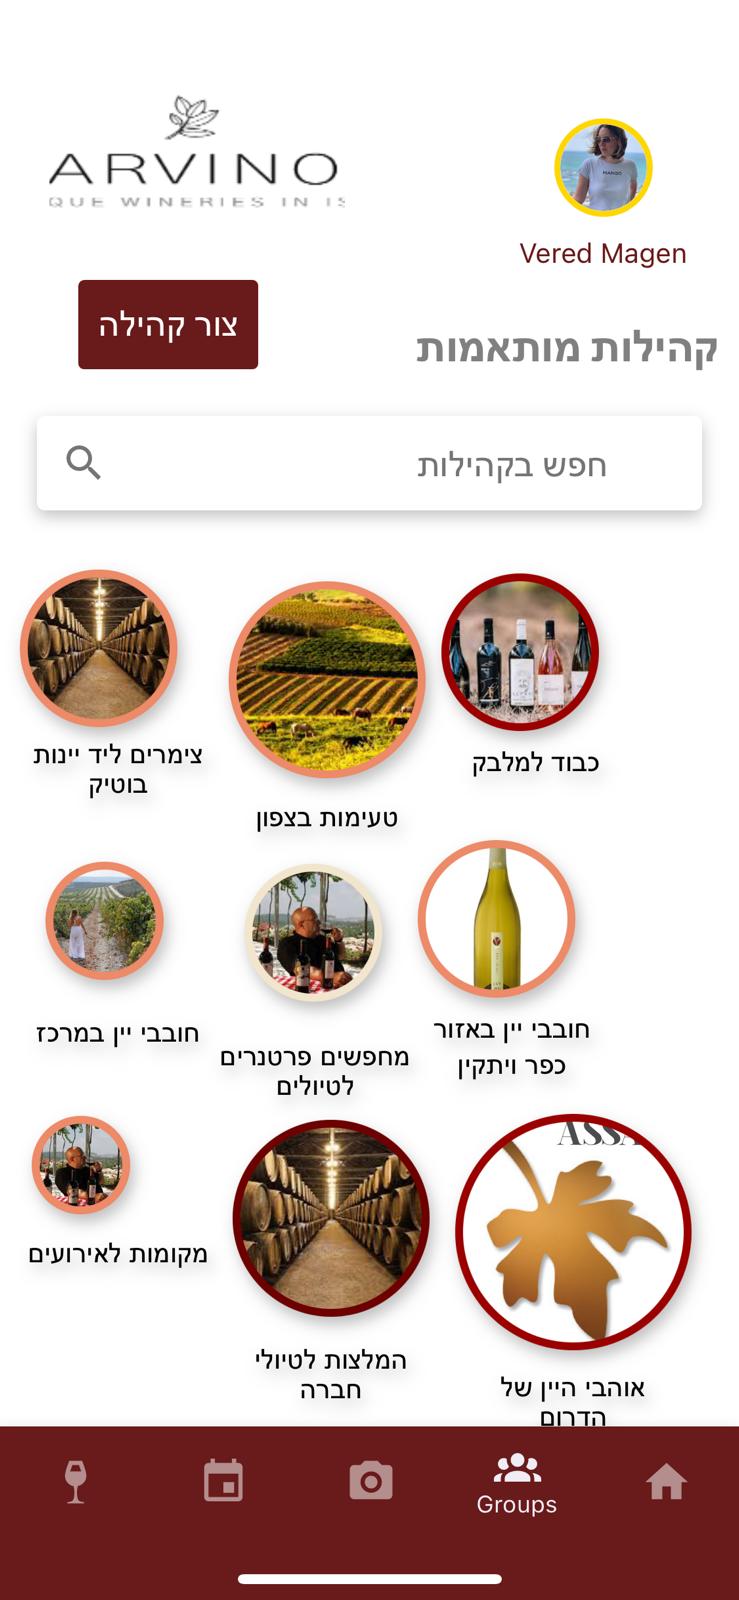 ARVINO
QUE WINERIES IN
MANGO
Vered Magen
צור קהילה
קהילות מותאמות
חפש בקהילות
כבוד למלבק
טעימות בצפון
צימרים ליד יינות
בוטיק
חובבי יין באזור
כפר ויתקין
מחפשים פרטנרים
לטיולים
חובבי יין במרכז
ASSA
אוהבי היין של
הדרום
המלצות לטיולי
חברה
מקומות לאירועים
Groups